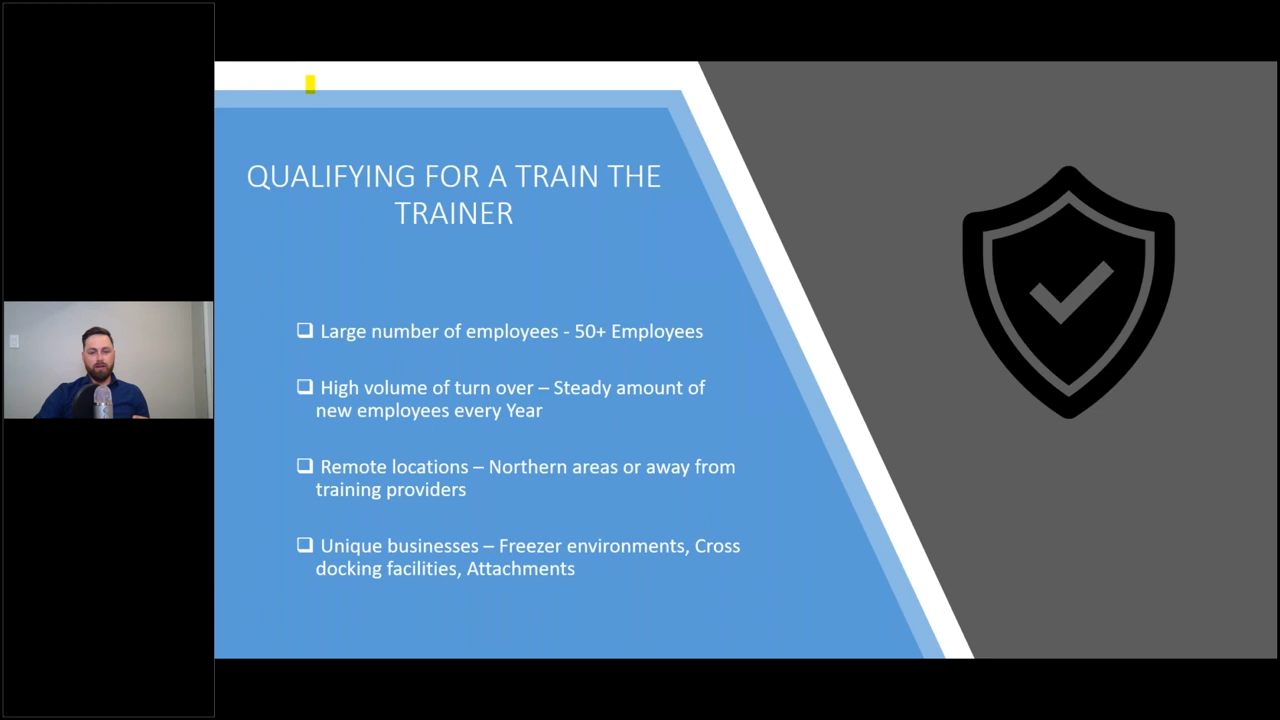 QUALIFYING FOR A TRAIN THE
TRAINER
Large number of employees - 50+ Employees
High volume of turn over – Steady amount of
new employees every Year
Remote locations – Northern areas or away from
training providers
Unique businesses – Freezer environments, Cross
docking facilities, Attachments